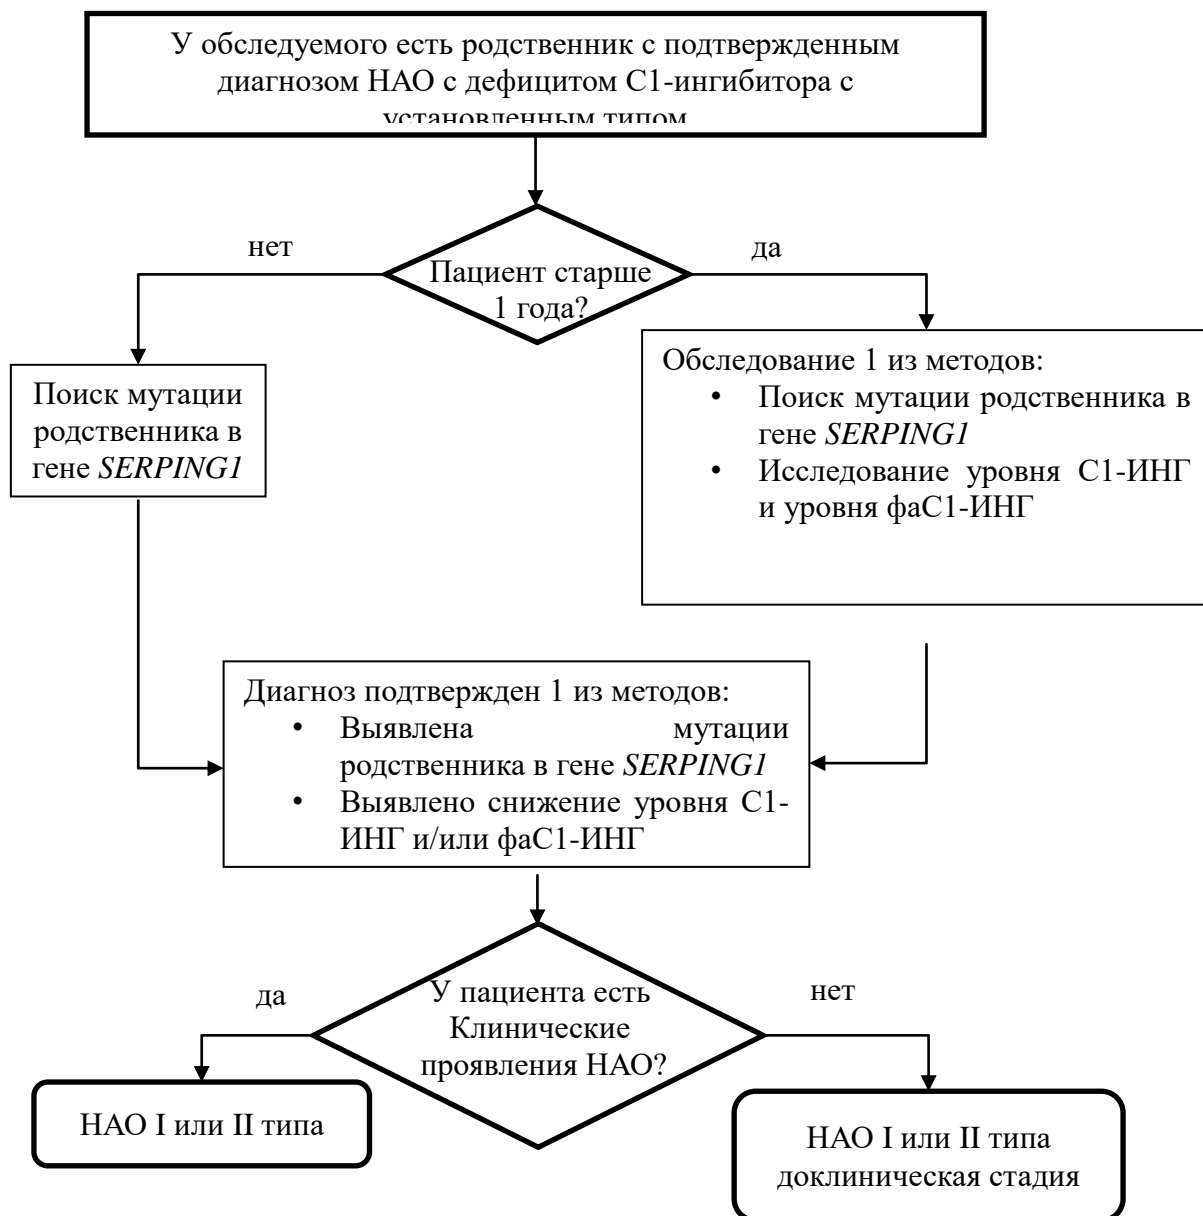 У обследуемого есть родственник с подтвержденным
диагнозом НАО с дефицитом С1-ингибитора с
установленным типом
нет
да
Пациент старше
1 года?
Поиск мутации
родственника в
гене SERPING1
Обследование 1 из методов:
• Поиск мутации родственника в
гене SERPING1
• Исследование уровня С1-ИНГ
и уровня фаС1-ИНГ
Диагноз подтвержден 1 из методов:
• Выявлена мутации
родственника в гене SERPING1
• Выявлено снижение уровня С1-
ИНГ и/или фаС1-ИНГ
да
нет
У пациента есть
Клинические
проявления НАО?
НАО I или II типа
НАО I или II типа
доклиническая стадия